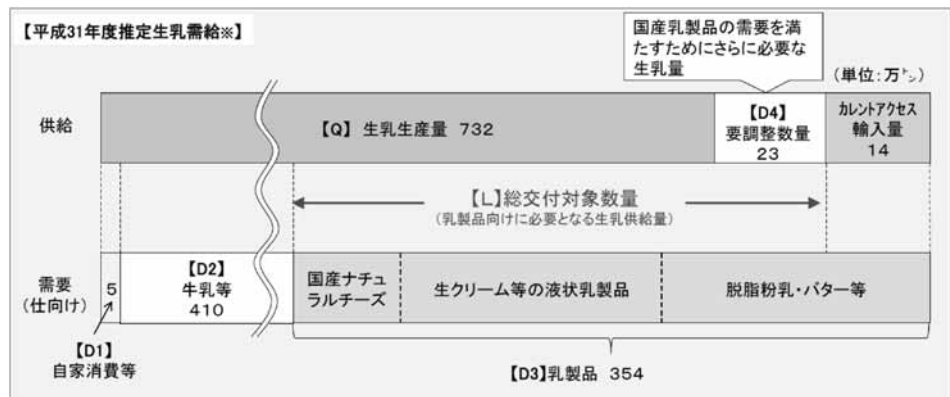 【平成31年度推定生乳需給※】
国産乳製品の需要を満
たすためにさらに必要な
生乳量
(単位:万㌧)
供給
【Q】 生乳生産量 732
【D4】
要調整数量
23
カレントアクセス
輸入量
14
【L】総交付対象数量
(乳製品向けに必要となる生乳供給量)
需要
(仕向け)
5
【D2】
牛乳等
410
国産ナチュ
ラルチーズ
生クリーム等の液状乳製品
脱脂粉乳・バター等
【D1】
自家消費等
【D3】乳製品 354